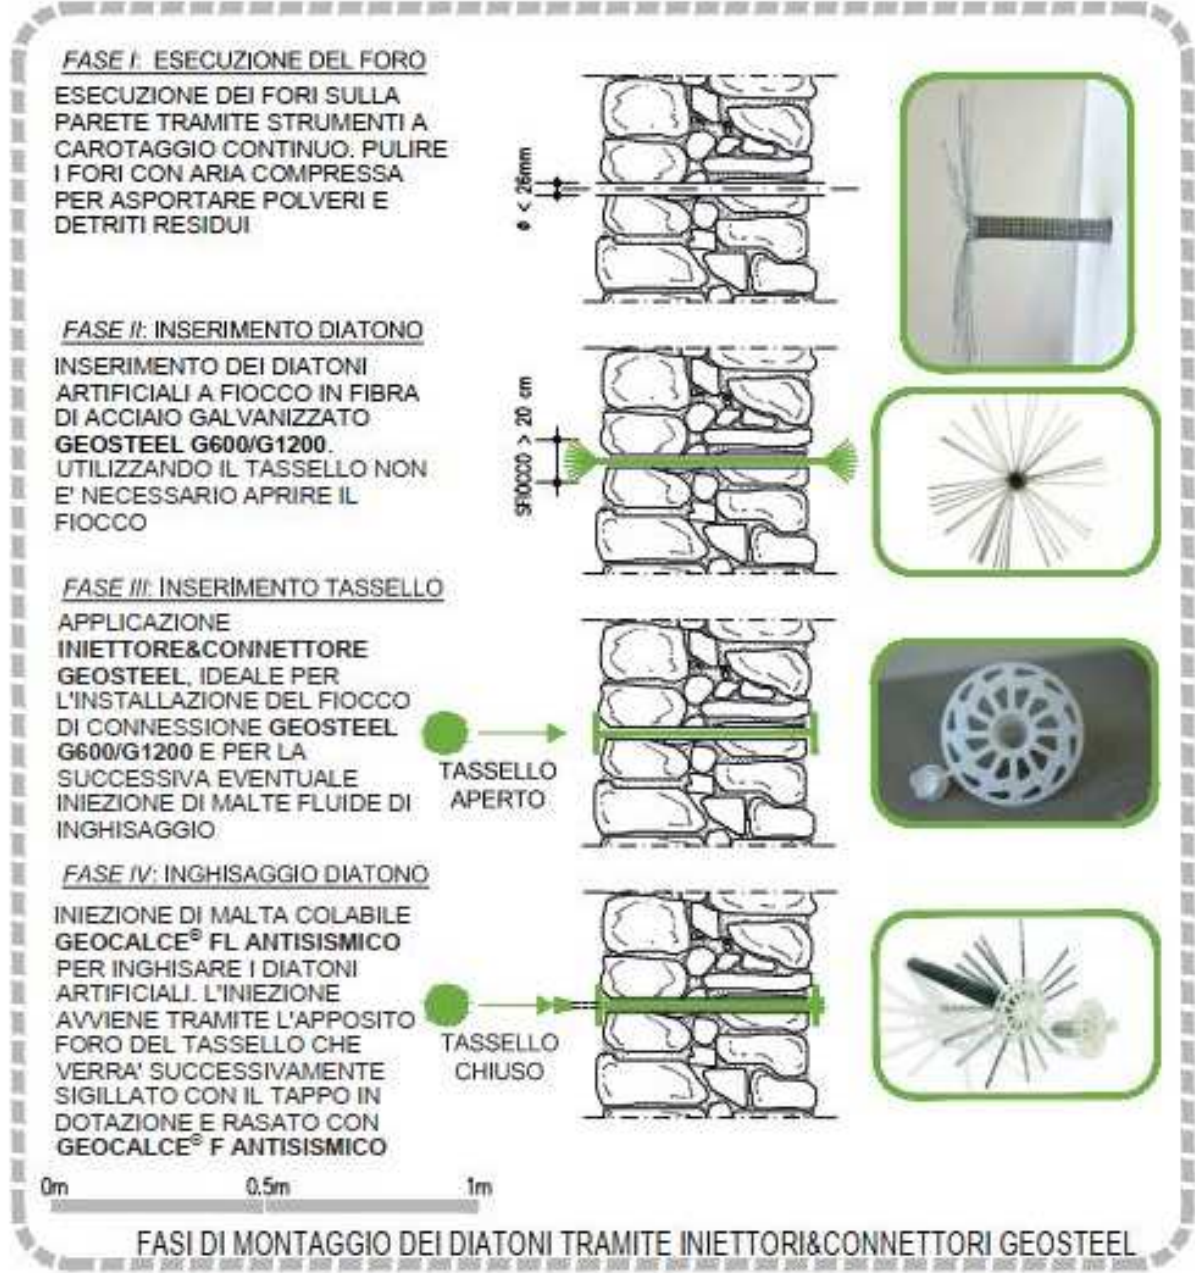 FASE I: ESECUZIONE DEL FORO
ESECUZIONE DEI FORI SULLA
PARETE TRAMITE STRUMENTI A
CAROTAGGIO CONTINUO. PULIRE
I FORI CON ARIA COMPRESSA
PER ASPORTARE POLVERI E
DETRITI RESIDUI
ø < 26mm
FASE II: INSERIMENTO DIATONO
INSERIMENTO DEI DIATONI
ARTIFICIALI A FIOCCO IN FIBRA
DI ACCIAIO GALVANIZZATO
GEOSTEEL G600/G1200.
UTILIZZANDO IL TASSELLO NON
E' NECESSARIO APRIRE IL
FIOCCO
SFIOCCO > 20 cm
FASE III: INSERIMENTO TASSELLO
APPLICAZIONE
INIETTORE&CONNETTORE
GEOSTEEL, IDEALE PER
L'INSTALLAZIONE DEL FIOCCO
DI CONNESSIONE GEOSTEEL
G600/G1200 E PER LA
SUCCESSIVA EVENTUALE
INIEZIONE DI MALTE FLUIDE DI
INGHISAGGIO
TASSELLO
APERTO
FASE IV: INGHISAGGIO DIATONO
INIEZIONE DI MALTA COLABILE
GEOCALCE® FL ANTISISMICO
PER INGHISARE I DIATONI
ARTIFICIALI. L'INIEZIONE
AVVIENE TRAMITE L'APPOSITO
FORO DEL TASSELLO CHE
VERRA' SUCCESSIVAMENTE
SIGILLATO CON IL TAPPO IN
DOTAZIONE E RASATO CON
GEOCALCE® F ANTISISMICO
TASSELLO
CHIUSO
0m 0.5m 1m
FASI DI MONTAGGIO DEI DIATONI TRAMITE INIETTORI&CONNETTORI GEOSTEEL